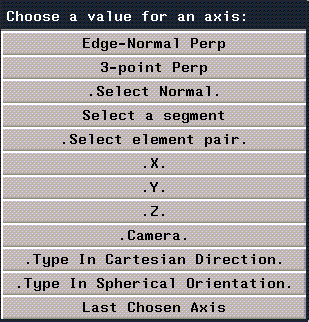 Choose a value for an axis:
Edge-Normal Perp
3-point Perp
.Select Normal.
Select a segment
.Select element pair.
.X.
.Y.
.Z.
.Camera.
.Type In Cartesian Direction.
.Type In Spherical Orientation.
Last Chosen Axis